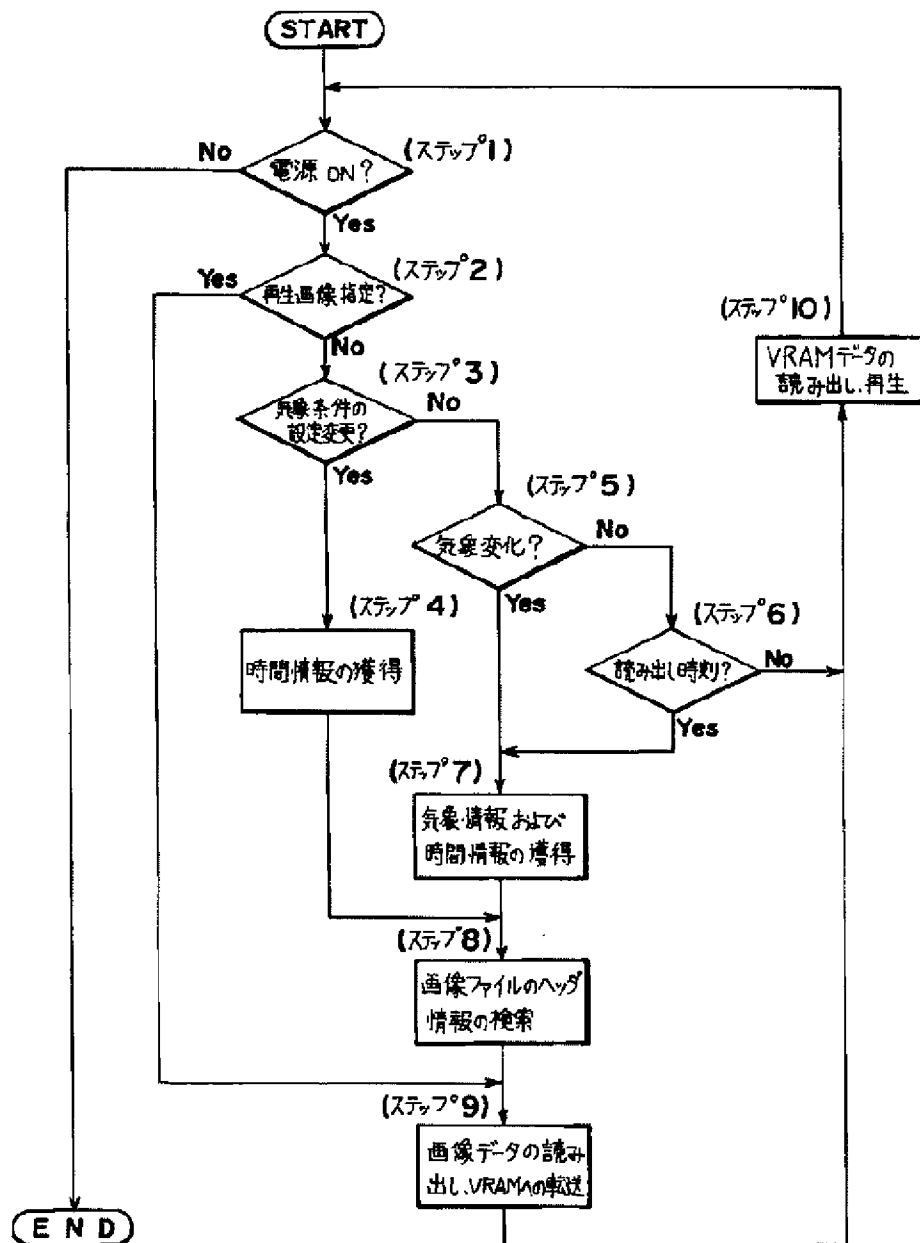 START
(ステップ1)
No
電源 ON?
Yes
(ステップ2)
Yes
再生画像指定?
No
(ステップ3)
気象条件の
設定変更?
No
Yes
(ステップ10)
VRAMデータの
読み出し、再生
(ステップ5)
気象変化?
No
Yes
(ステップ4)
時間情報の獲得
(ステップ6)
読み出し時刻?
No
Yes
(ステップ7)
気象情報および
時間情報の獲得
(ステップ8)
画像ファイルのヘッダ
情報の検索
(ステップ9)
画像データの読み
出し、VRAMへの転送
END